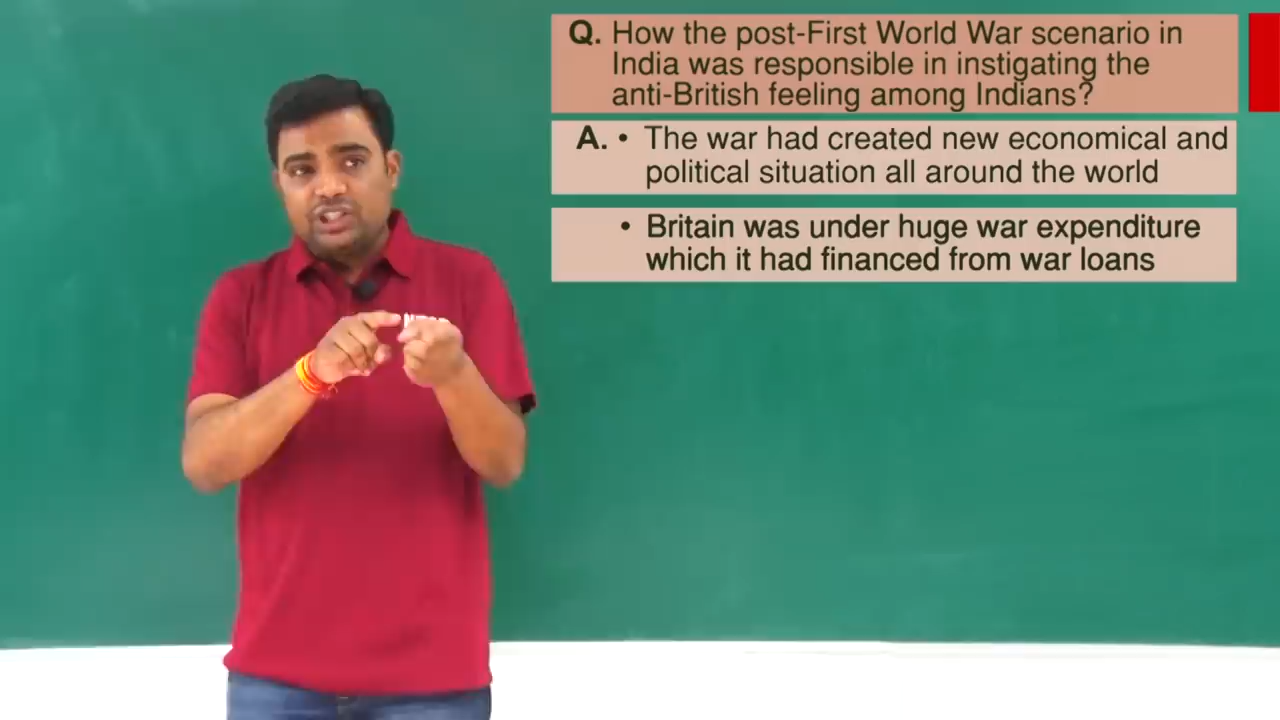 Q. How the post-First World War scenario in
India was responsible in instigating the
anti-British feeling among Indians?
A. • The war had created new economical and
political situation all around the world
• Britain was under huge war expenditure
which it had financed from war loans